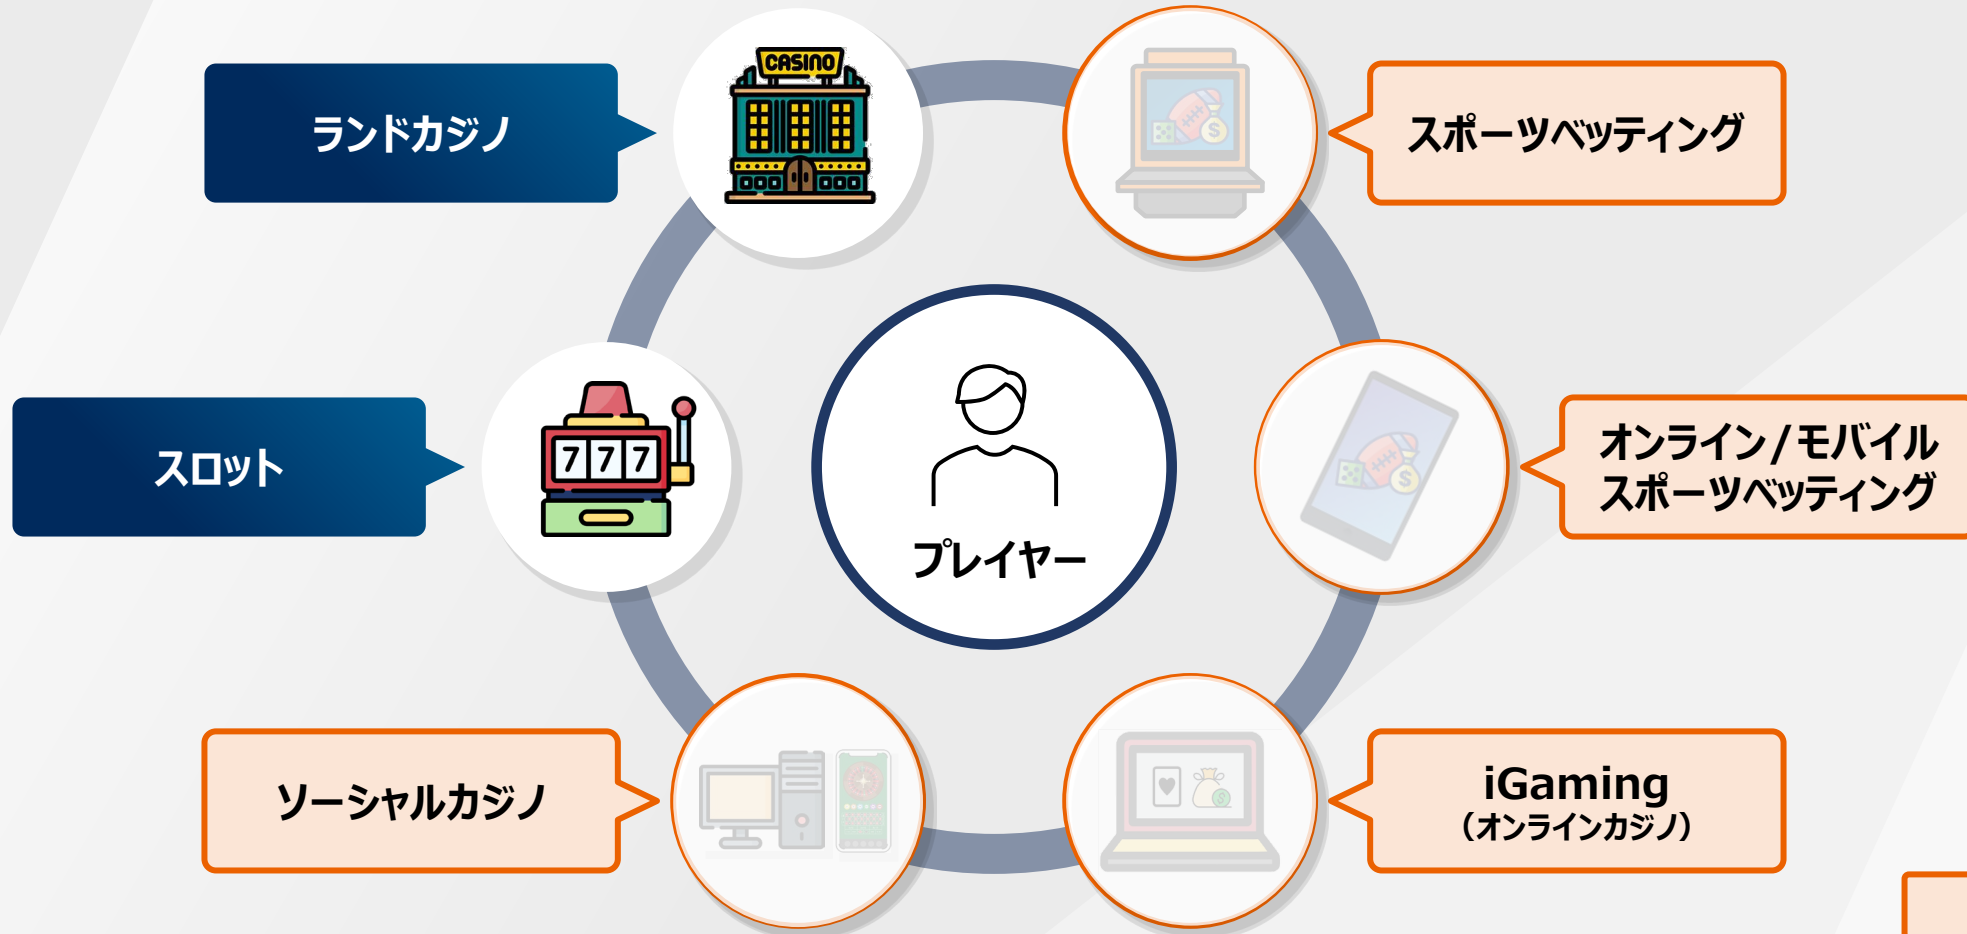 ランドカジノ
CASINO
スポーツベッティング
スロット
777
プレイヤー
オンライン/モバイル
スポーツベッティング
ソーシャルカジノ
iGaming
（オンラインカジノ）